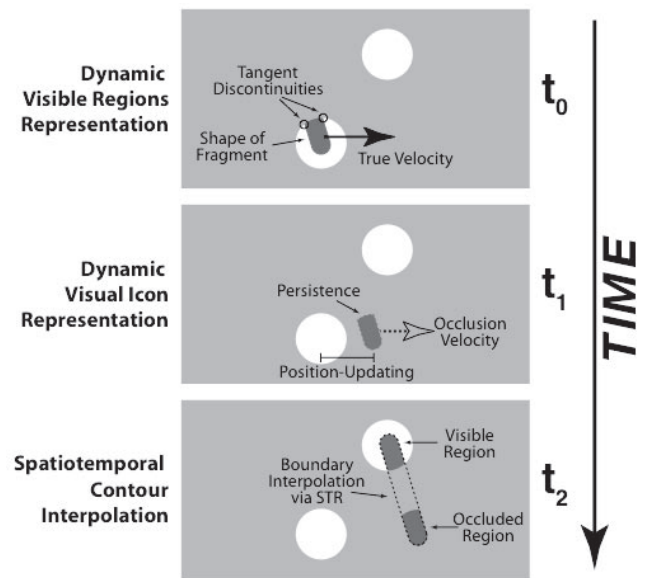 Dynamic
Visible Regions
Representation
Tangent
Discontinuities
Shape of
Fragment
True Velocity
t0
Dynamic
Visual Icon
Representation
Persistence
Occlusion
Velocity
Position-Updating
t1
Spatiotemporal
Contour
Interpolation
Visible
Region
Boundary
Interpolation
via STR
Occluded
Region
t2
TIME